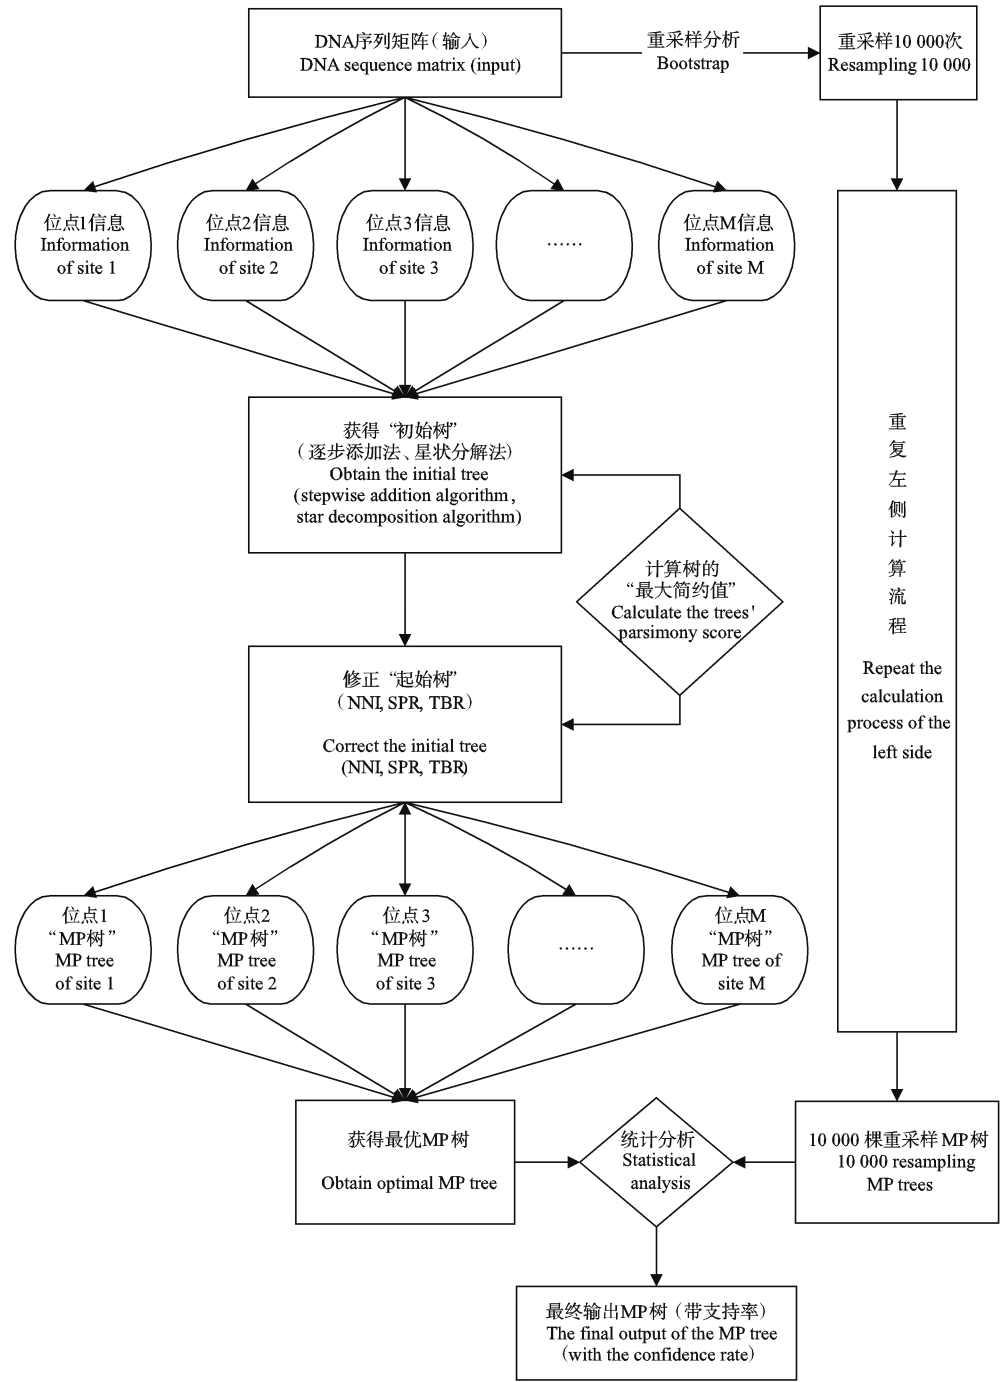 DNA序列矩阵（输入）
DNA sequence matrix (input)
重采样分析
Bootstrap
重采样10 000次
Resampling 10 000
位点1信息
Information
of site 1
位点2信息
Information
of site 2
位点3信息
Information
of site 3
······
位点M信息
Information
of site M
获得“初始树”
（逐步添加法、星状分解法）
Obtain the initial tree
(stepwise addition algorithm,
star decomposition algorithm)
计算树的
“最大简约值”
Calculate the trees'
parsimony score
修正“起始树”
（NNI, SPR, TBR）
Correct the initial tree
(NNI, SPR, TBR)
重
复
左
侧
计
算
流
程
Repeat the
calculation
process of the
left side
位点1
“MP树”
MP tree
of site 1
位点2
“MP树”
MP tree
of site 2
位点3
“MP树”
MP tree
of site 3
······
位点M
“MP树”
MP tree of
site M
获得最优MP树
Obtain optimal MP tree
统计分析
Statistical
analysis
10 000 棵重采样MP树
10 000 resampling
MP trees
最终输出MP树（带支持率）
The final output of the MP tree
(with the confidence rate)